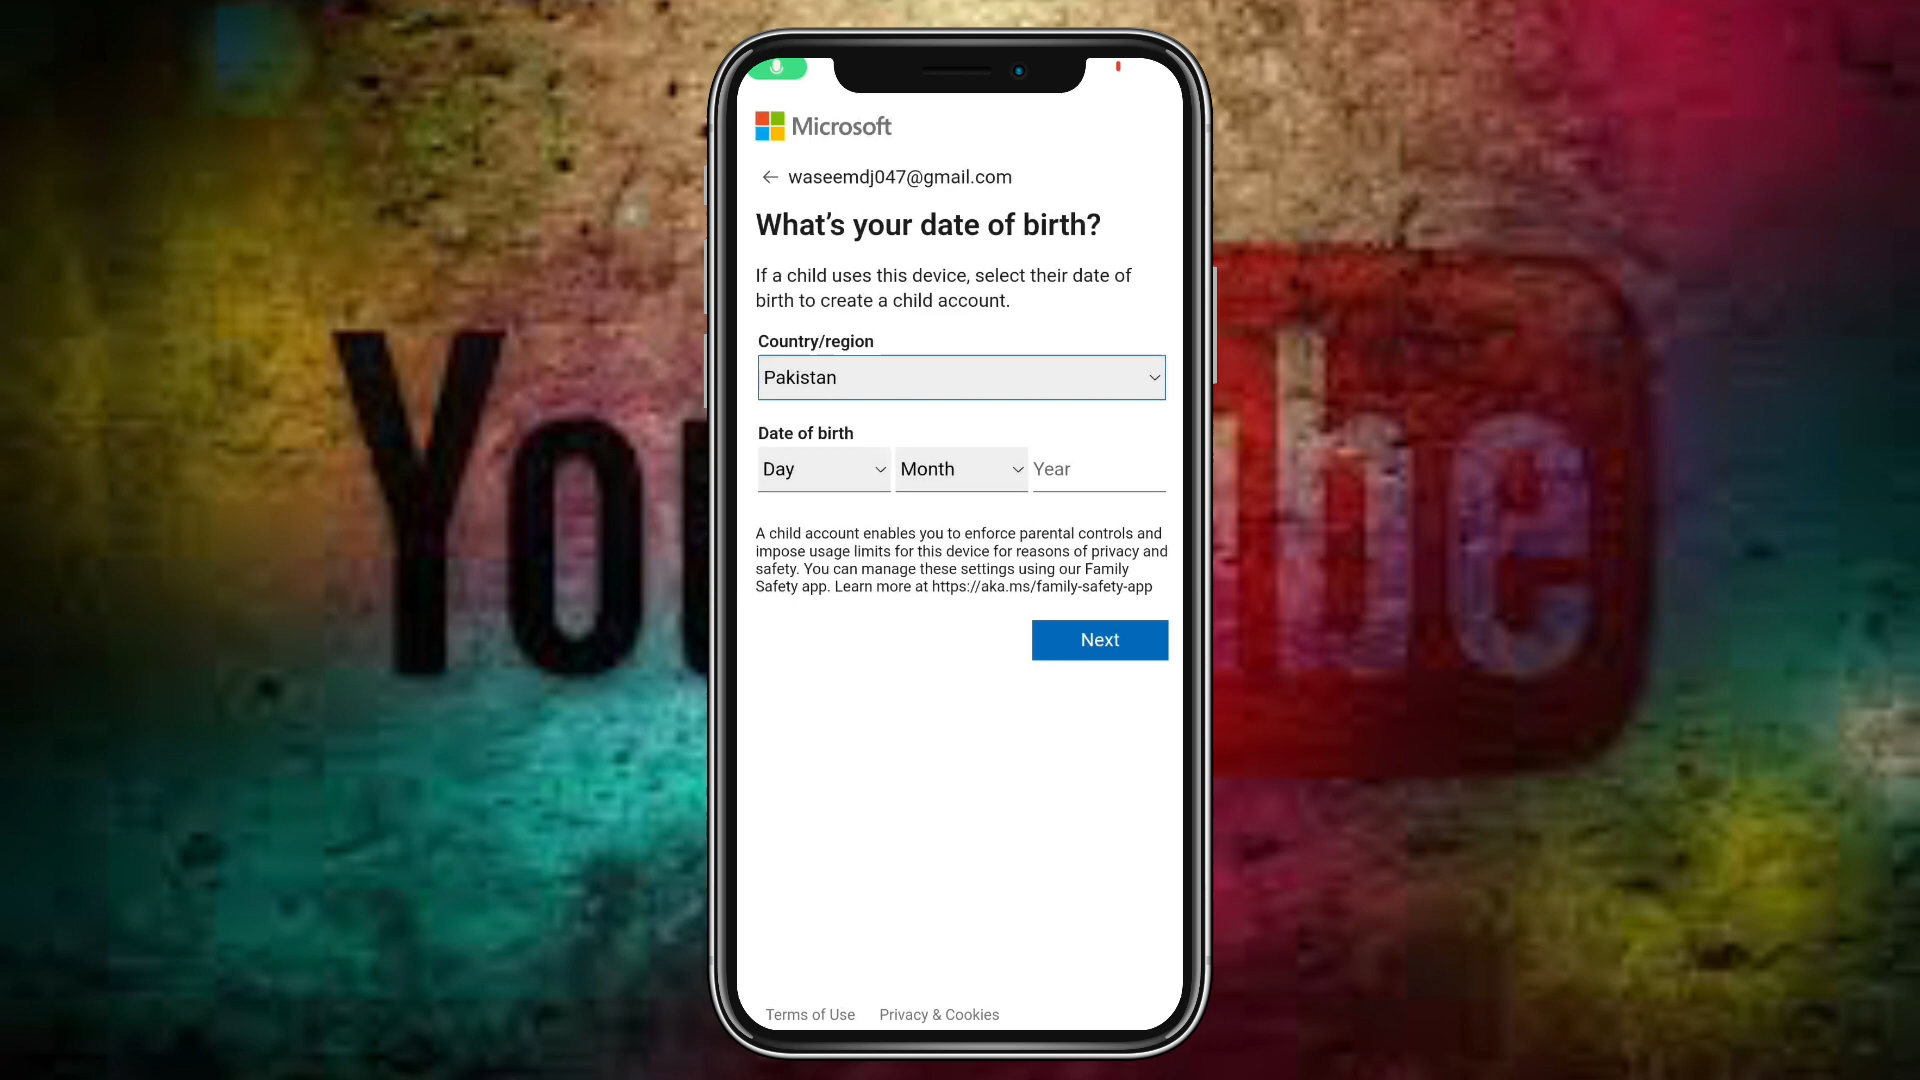 Microsoft
waseemdj047@gmail.com
What's your date of birth?
If a child uses this device, select their date of
birth to create a child account.
Country/region
Pakistan
Date of birth
Day Month Year
A child account enables you to enforce parental controls and
impose usage limits for this device for reasons of privacy and
safety. You can manage these settings using our Family
Safety app. Learn more at https://aka.ms/family-safety-app
Next
Terms of Use Privacy & Cookies
You be